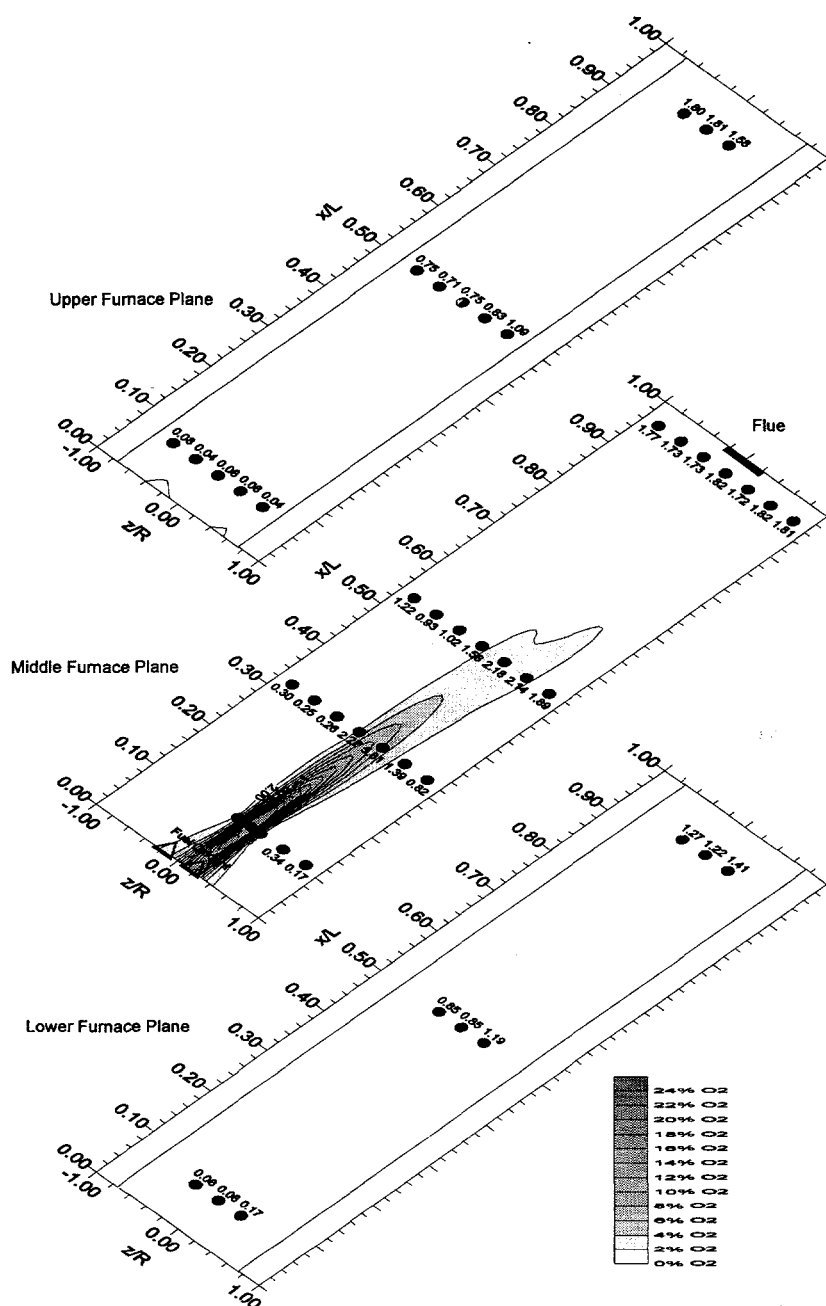 1.00
0.90
0.80
0.70
0.60
0.50
x/L
0.40
0.30
0.20
0.10
0.00
-1.00
0.00
1.00
z/R
Upper Furnace Plane
1.80 1.81 1.58
0.75 0.71 0.75 0.83 1.09
0.08 0.04 0.06 0.06 0.04
1.00
0.90
0.80
0.70
0.60
0.50
x/L
0.40
0.30
0.20
0.10
0.00
-1.00
0.00
1.00
z/R
Middle Furnace Plane
Flue
1.77 1.73 1.73 1.82 1.72 1.82 1.81
1.22 0.93 1.02 1.58 2.18 2.14 1.89
0.30 0.25 0.26 4.81 1.39 0.82
0.34 0.17
1.00
0.90
0.80
0.70
0.60
0.50
x/L
0.40
0.30
0.20
0.10
0.00
-1.00
0.00
1.00
z/R
Lower Furnace Plane
1.27 1.22 1.41
0.85 0.85 1.19
0.06 0.06 0.17
24% O2
22% O2
20% O2
18% O2
16% O2
14% O2
12% O2
10% O2
8% O2
6% O2
4% O2
2% O2
0% O2